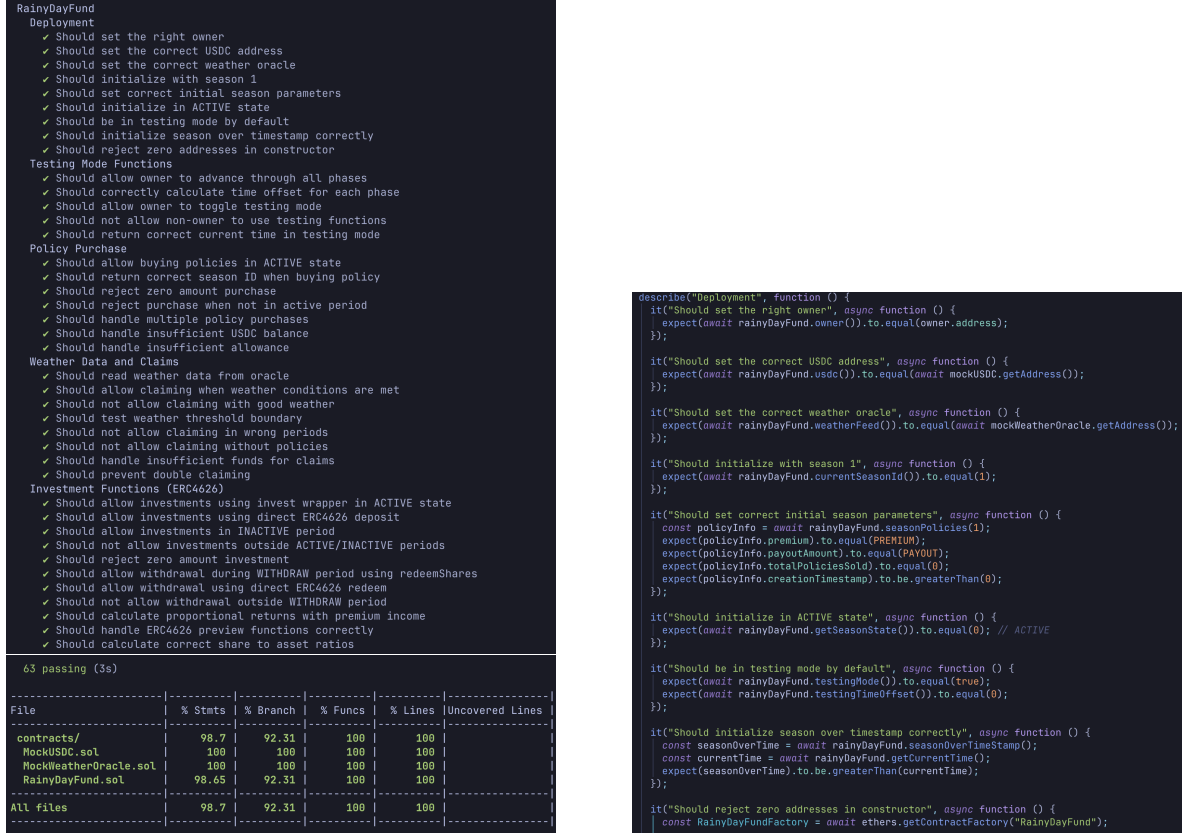 RainyDayFund
Deployment
✔ Should set the right owner
✔ Should set the correct USDC address
✔ Should set the correct weather oracle
✔ Should initialize with season 1
✔ Should set correct initial season parameters
✔ Should initialize in ACTIVE state
✔ Should be in testing mode by default
✔ Should initialize season over timestamp correctly
✔ Should reject zero addresses in constructor
Testing Mode Functions
✔ Should allow owner to advance through all phases
✔ Should correctly calculate time offset for each phase
✔ Should allow owner to toggle testing mode
✔ Should not allow non-owner to use testing functions
✔ Should return correct current time in testing mode
Policy Purchase
✔ Should allow buying policies in ACTIVE state
✔ Should return correct season ID when buying policy
✔ Should reject zero amount purchase
✔ Should reject purchase when not in active period
✔ Should handle multiple policy purchases
✔ Should handle insufficient USDC balance
✔ Should handle insufficient allowance
Weather Data and Claims
✔ Should read weather data from oracle
✔ Should allow claiming when weather conditions are met
✔ Should not allow claiming with good weather
✔ Should test weather threshold boundary
✔ Should not allow claiming in wrong periods
✔ Should not allow claiming without policies
✔ Should handle insufficient funds for claims
✔ Should prevent double claiming
Investment Functions (ERC4626)
✔ Should allow investments using invest wrapper in ACTIVE state
✔ Should allow investments using direct ERC4626 deposit
✔ Should allow investments in INACTIVE period
✔ Should not allow investments outside ACTIVE/INACTIVE periods
✔ Should reject zero amount investment
✔ Should allow withdrawal during WITHDRAW period using redeemShares
✔ Should allow withdrawal using direct ERC4626 redeem
✔ Should not allow withdrawal outside WITHDRAW period
✔ Should calculate proportional returns with premium income
✔ Should handle ERC4626 preview functions correctly
✔ Should calculate correct share to asset ratios
63 passing (3s)
------------------------|----------|----------|----------|----------|----------------|
File | % Stmts | % Branch | % Funcs | % Lines |Uncovered Lines |
------------------------|----------|----------|----------|----------|----------------|
contracts/ | 98.7 | 92.31 | 100 | 100 | |
MockUSDC.sol | 100 | 100 | 100 | 100 | |
MockWeatherOracle.sol | 100 | 100 | 100 | 100 | |
RainyDayFund.sol | 98.65 | 92.31 | 100 | 100 | |
------------------------|----------|----------|----------|----------|----------------|
All files | 98.7 | 92.31 | 100 | 100 | |
------------------------|----------|----------|----------|----------|----------------|
describe("Deployment", function () {
it("Should set the right owner", async function () {
expect(await rainyDayFund.owner()).to.equal(owner.address);
});
it("Should set the correct USDC address", async function () {
expect(await rainyDayFund.usdc()).to.equal(await mockUSDC.getAddress());
});
it("Should set the correct weather oracle", async function () {
expect(await rainyDayFund.weatherFeed()).to.equal(await mockWeatherOracle.getAddress());
});
it("Should initialize with season 1", async function () {
expect(await rainyDayFund.currentSeasonId()).to.equal(1);
});
it("Should set correct initial season parameters", async function () {
const policyInfo = await rainyDayFund.seasonPolicies(1);
expect(policyInfo.premium).to.equal(PREMIUM);
expect(policyInfo.payoutAmount).to.equal(PAYOUT);
expect(policyInfo.totalPoliciesSold).to.equal(0);
expect(policyInfo.creationTimestamp).to.be.greaterThan(0);
});
it("Should initialize in ACTIVE state", async function () {
expect(await rainyDayFund.getSeasonState()).to.equal(0); // ACTIVE
});
it("Should be in testing mode by default", async function () {
expect(await rainyDayFund.testingMode()).to.equal(true);
expect(await rainyDayFund.testingTimeOffset()).to.equal(0);
});
it("Should initialize season over timestamp correctly", async function () {
const seasonOverTime = await rainyDayFund.seasonOverTimeStamp();
const currentTime = await rainyDayFund.getCurrentTime();
expect(seasonOverTime).to.be.greaterThan(currentTime);
});
it("Should reject zero addresses in constructor", async function () {
const RainyDayFundFactory = await ethers.getContractFactory("RainyDayFund");